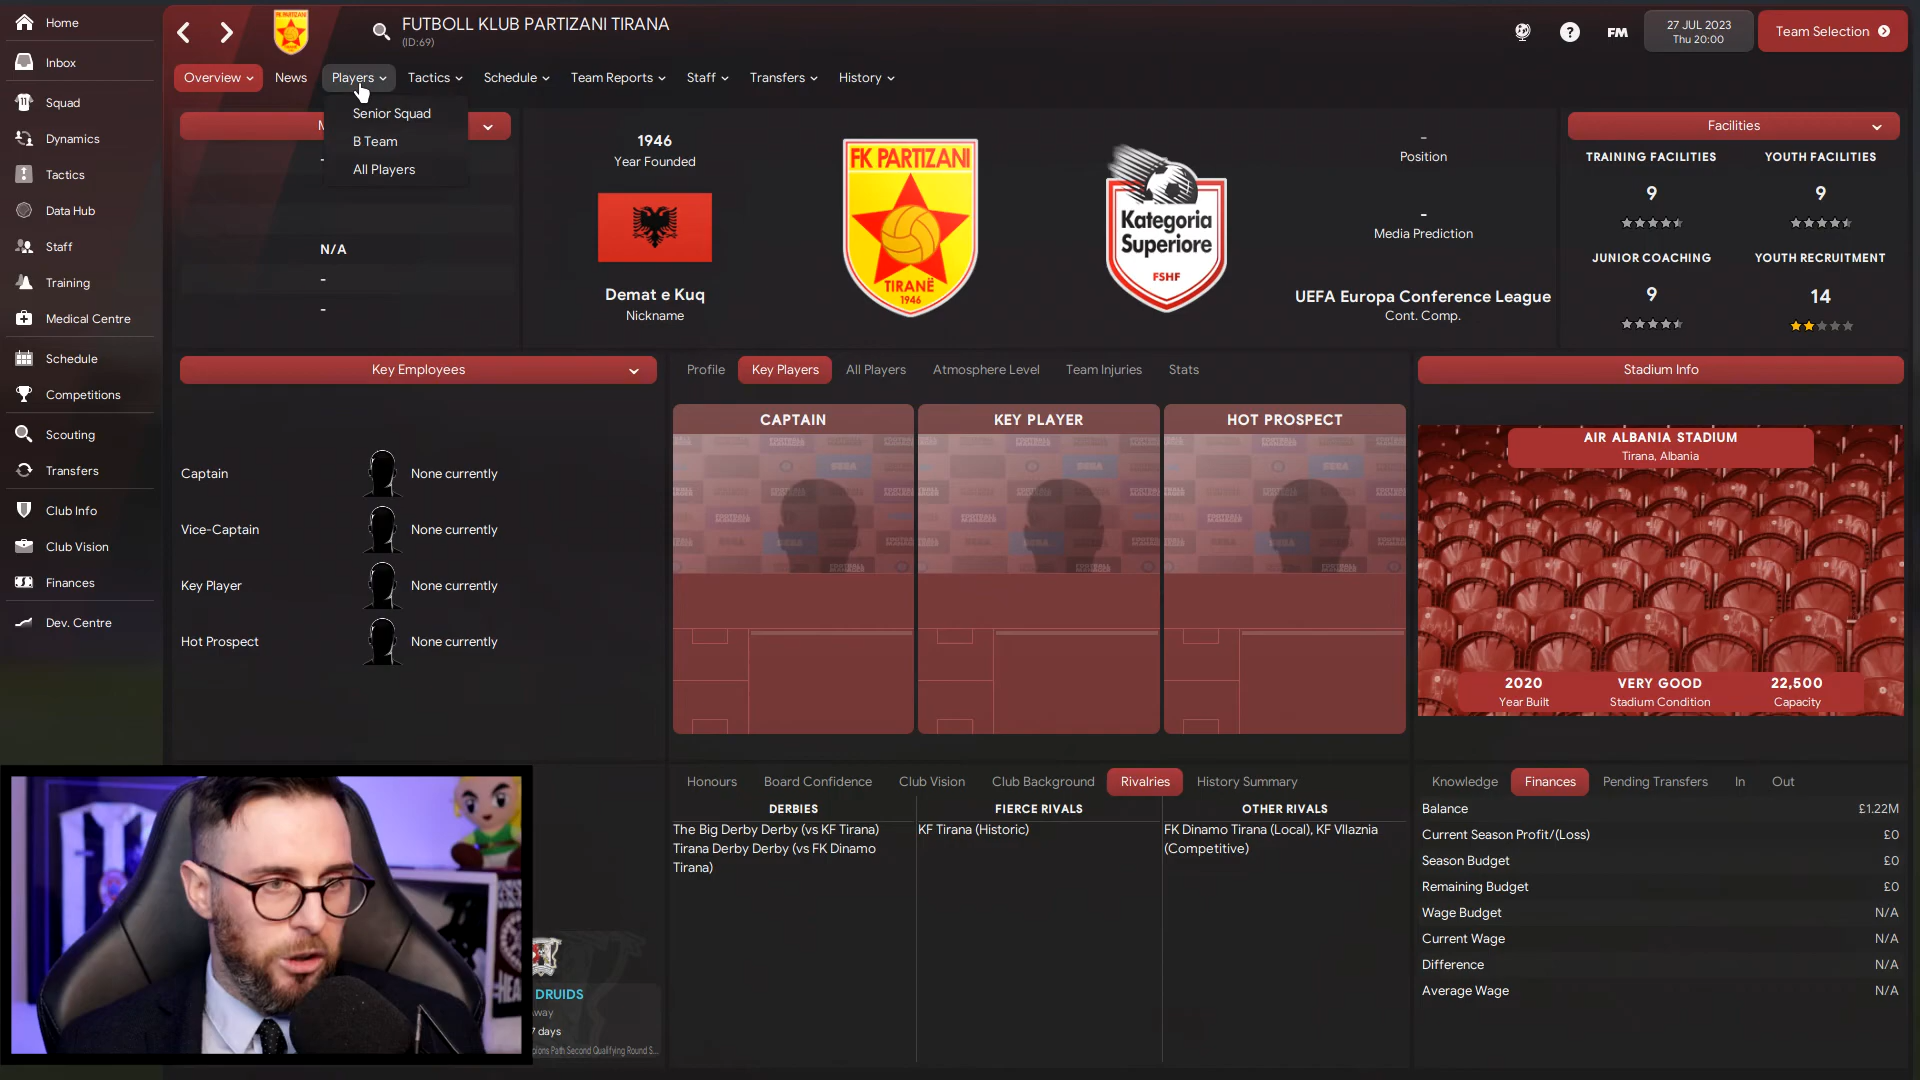 Home
Inbox
Squad
Dynamics
Tactics
Data Hub
Staff
Training
Medical Centre
Schedule
Competitions
Scouting
Transfers
Club Info
Club Vision
Finances
Dev. Centre
FUTBOLL KLUB PARTIZANI TIRANA
(ID:69)
FM
27 JUL 2023
Thu 20:00
Team Selection
Overview
News
Players
Tactics
Schedule
Team Reports
Staff
Transfers
History
Senior Squad
B Team
All Players
-
N/A
-
-
1946
Year Founded
Demat e Kuq
Nickname
FK PARTIZANI
TIRANË
1946
Kategoria
Superiore
FSHF
-
Position
-
Media Prediction
UEFA Europa Conference League
Cont. Comp.
Facilities
TRAINING FACILITIES
YOUTH FACILITIES
9
9
JUNIOR COACHING
YOUTH RECRUITMENT
9
14
Key Employees
Captain
None currently
Vice-Captain
None currently
Key Player
None currently
Hot Prospect
None currently
Profile
Key Players
All Players
Atmosphere Level
Team Injuries
Stats
CAPTAIN
KEY PLAYER
HOT PROSPECT
SEGA
SEGA
SEGA
Stadium Info
AIR ALBANIA STADIUM
Tirana, Albania
2020
Year Built
VERY GOOD
Stadium Condition
22,500
Capacity
DRUIDS
7 days
Path Second Qualifying Round S...
Honours
Board Confidence
Club Vision
Club Background
Rivalries
History Summary
DERBIES
The Big Derby Derby (vs KF Tirana)
Tirana Derby Derby (vs FK Dinamo
Tirana)
FIERCE RIVALS
KF Tirana (Historic)
OTHER RIVALS
FK Dinamo Tirana (Local), KF Vllaznia
(Competitive)
Knowledge
Finances
Pending Transfers
In
Out
Balance
£1.22M
Current Season Profit/(Loss)
£0
Season Budget
£0
Remaining Budget
£0
Wage Budget
N/A
Current Wage
N/A
Difference
N/A
Average Wage
N/A